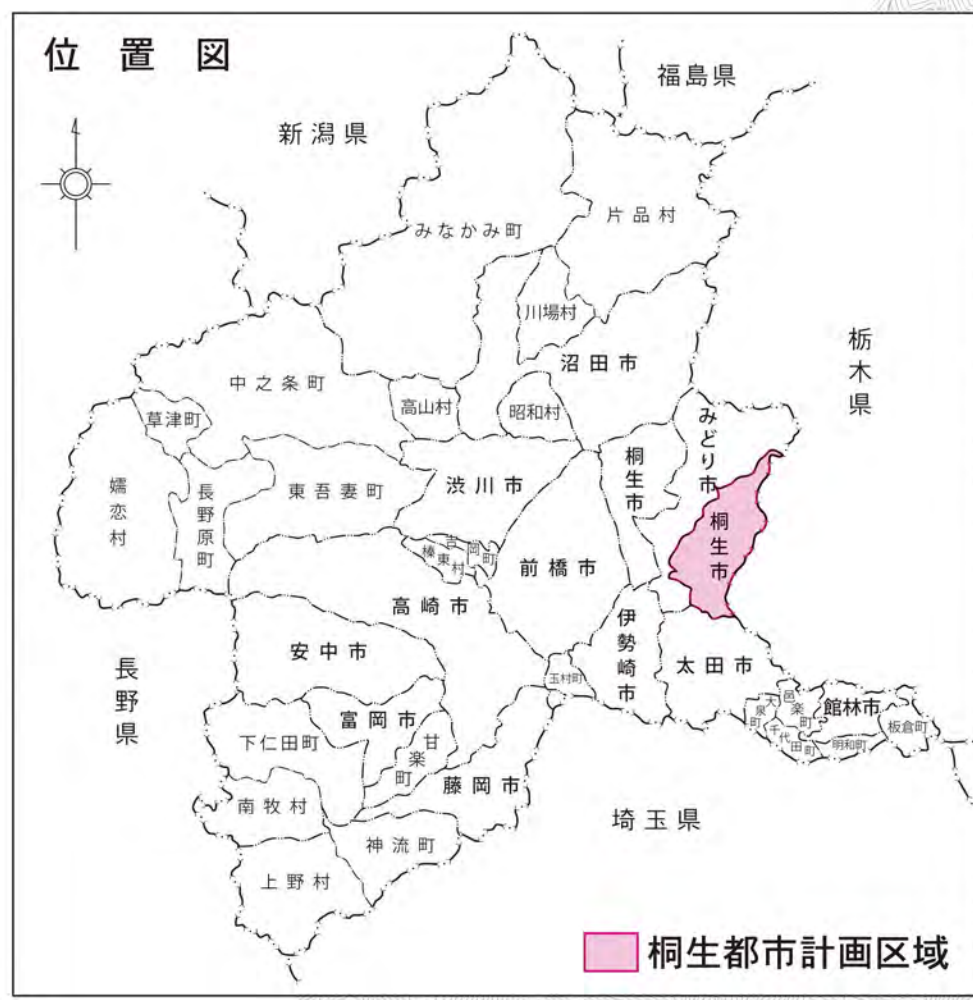 位置図
福島県
新潟県
みなかみ町
片品村
川場村
栃木県
沼田市
中之条町
高山村
昭和村
草津町
みどり市
桐生市
嬬恋村
長野原町
東吾妻町
渋川市
桐生市
吉岡町
榛東村
前橋市
高崎市
伊勢崎市
安中市
太田市
玉村町
長野県
富岡市
下仁田町
甘楽町
大泉町
邑楽町
千代田町
館林市
明和町
板倉町
藤岡市
南牧村
神流町
埼玉県
上野村
桐生都市計画区域